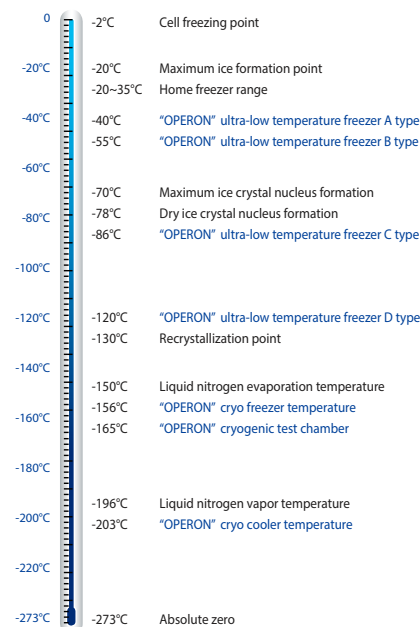 0
-2°C Cell freezing point
-20°C
-20°C Maximum ice formation point
-20~35°C Home freezer range
-40°C
-40°C “OPERON” ultra-low temperature freezer A type
-55°C “OPERON” ultra-low temperature freezer B type
-60°C
-70°C Maximum ice crystal nucleus formation
-78°C Dry ice crystal nucleus formation
-80°C
-86°C “OPERON” ultra-low temperature freezer C type
-100°C
-120°C
-120°C “OPERON” ultra-low temperature freezer D type
-130°C Recrystallization point
-140°C
-150°C Liquid nitrogen evaporation temperature
-156°C “OPERON” cryo freezer temperature
-160°C
-165°C “OPERON” cryogenic test chamber
-180°C
-196°C Liquid nitrogen vapor temperature
-200°C
-203°C “OPERON” cryo cooler temperature
-220°C
-273°C
-273°C Absolute zero